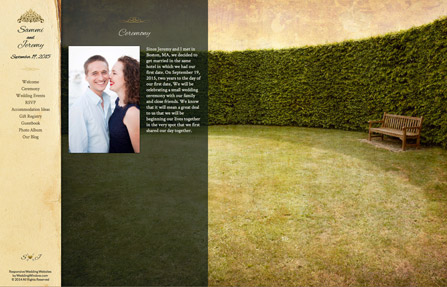 Sammi
and
Jeremy
September 19, 2015
Welcome
Ceremony
Wedding Events
RSVP
Accommodation Ideas
Gift Registry
Guestbook
Photo Album
Our Blog
S J
Responsive Wedding Websites
by WeddingWindow.com
© 2014 All Rights Reserved
Ceremony
Since Jeremy and I met in
Boston, MA, we decided to
get married in the same
hotel in which we had our
first date. On September 19,
2015, two years to the day of
our first date, We will be
celebrating a small wedding
ceremony with our family
and close friends. We know
that it will mean a great deal
to us that we will be
beginning our lives together
in the very spot that we first
shared our day together.